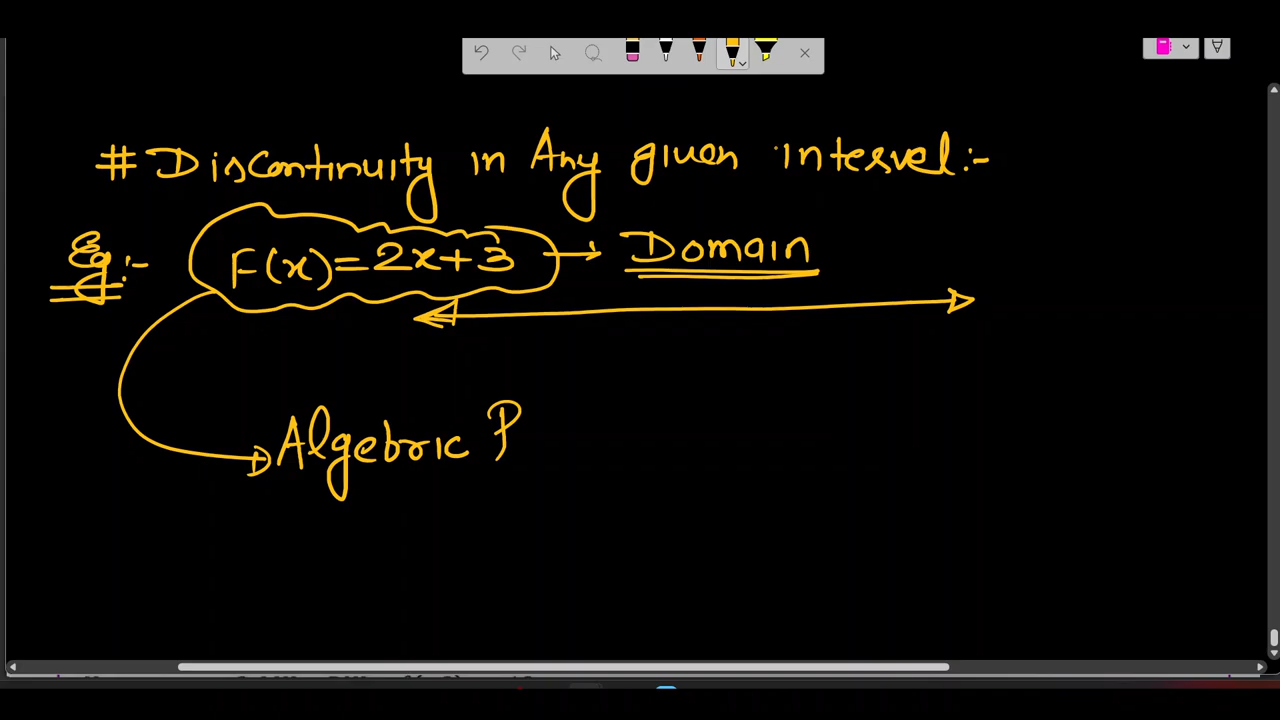 # Discontinuity in Any given interval:-
Eg:- F(x)=2x+3 → Domain
Algebric P